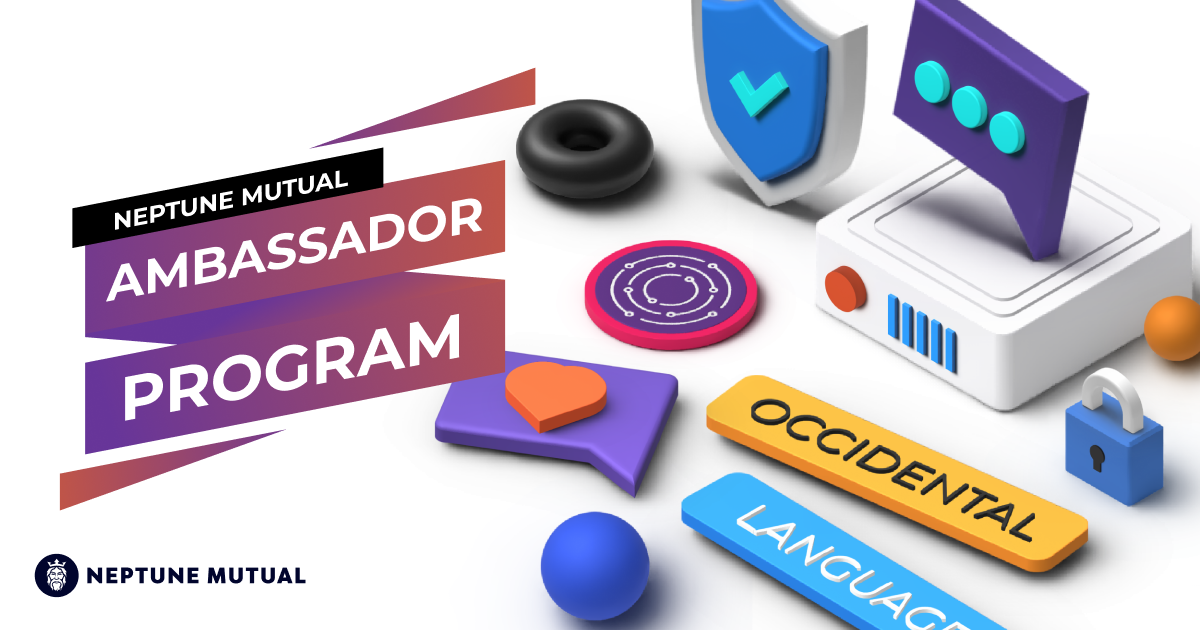 NEPTUNE MUTUAL
AMBASSADOR
PROGRAM
OCCIDENTAL
LANGUAGE
NEPTUNE MUTUAL